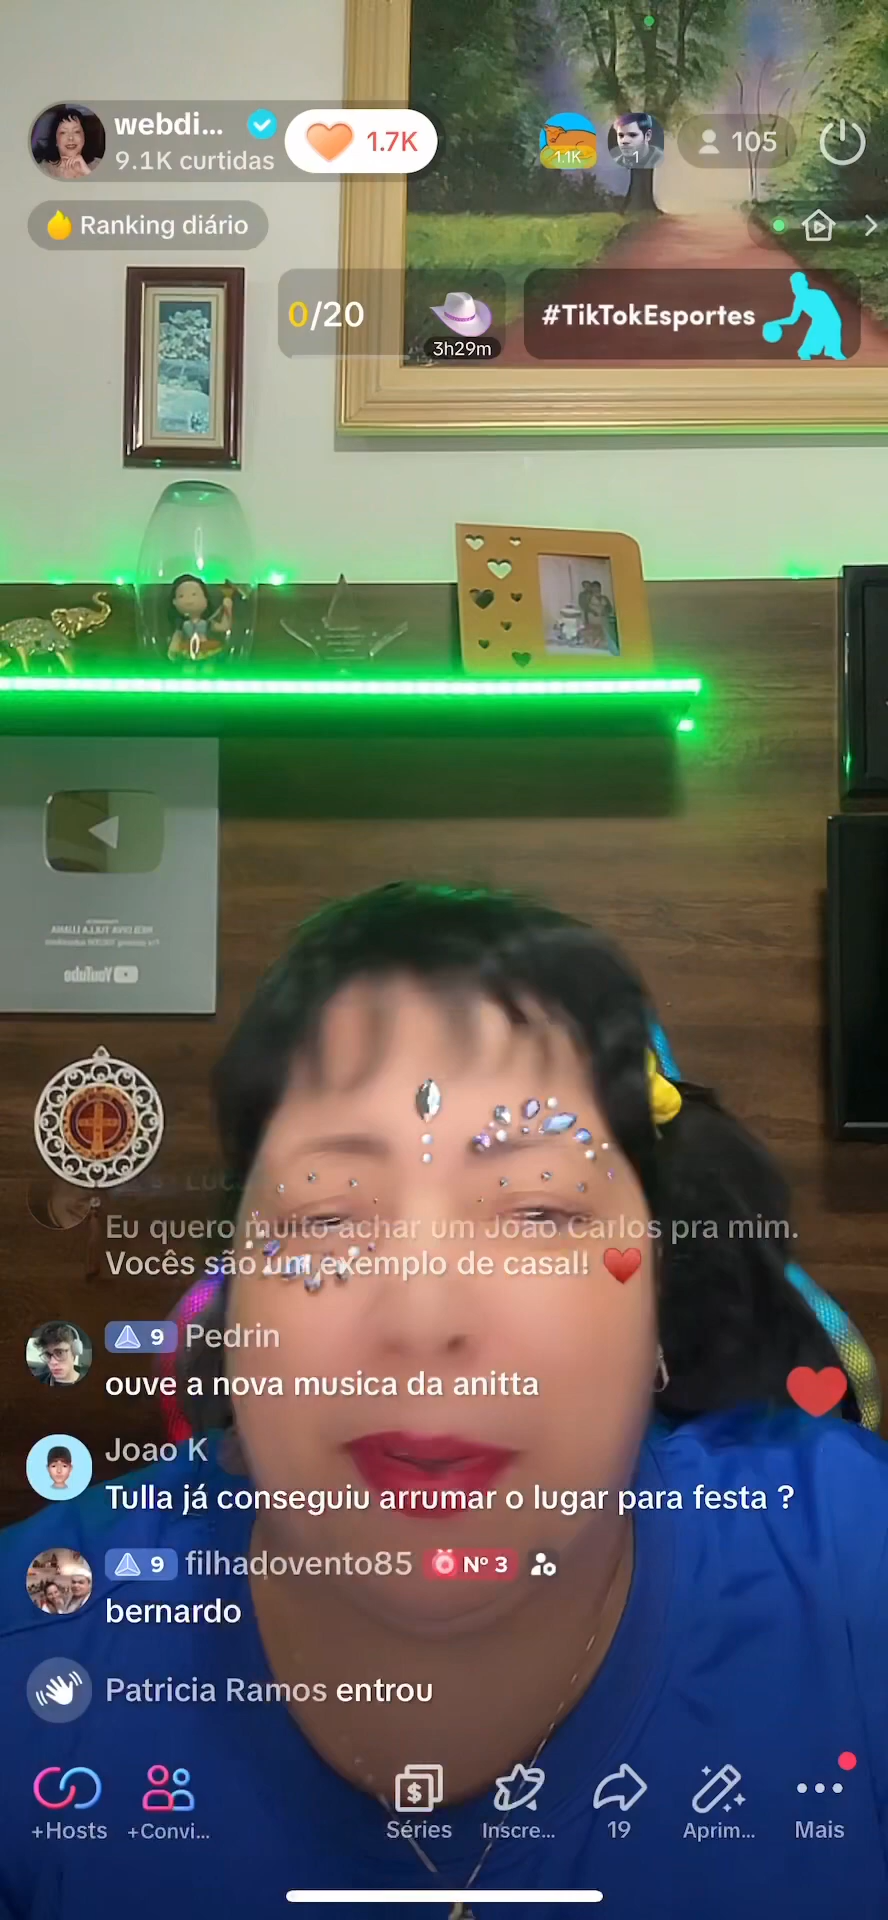 webdi...
9.1K curtidas
1.7K
1.1K
1
105
Ranking diário
0/20
3h29m
#TikTokEsportes
YouTube
Eu quero muito achar um João Carlos pra mim.
Vocês são um exemplo de casal! ❤️
9 Pedrin
ouve a nova musica da anitta
Joao K
Tulla já conseguiu arrumar o lugar para festa ?
9 filhadovento85 Nº 3
bernardo
Patricia Ramos entrou
+Hosts
+Convi...
Séries
Inscre...
19
Aprim...
Mais